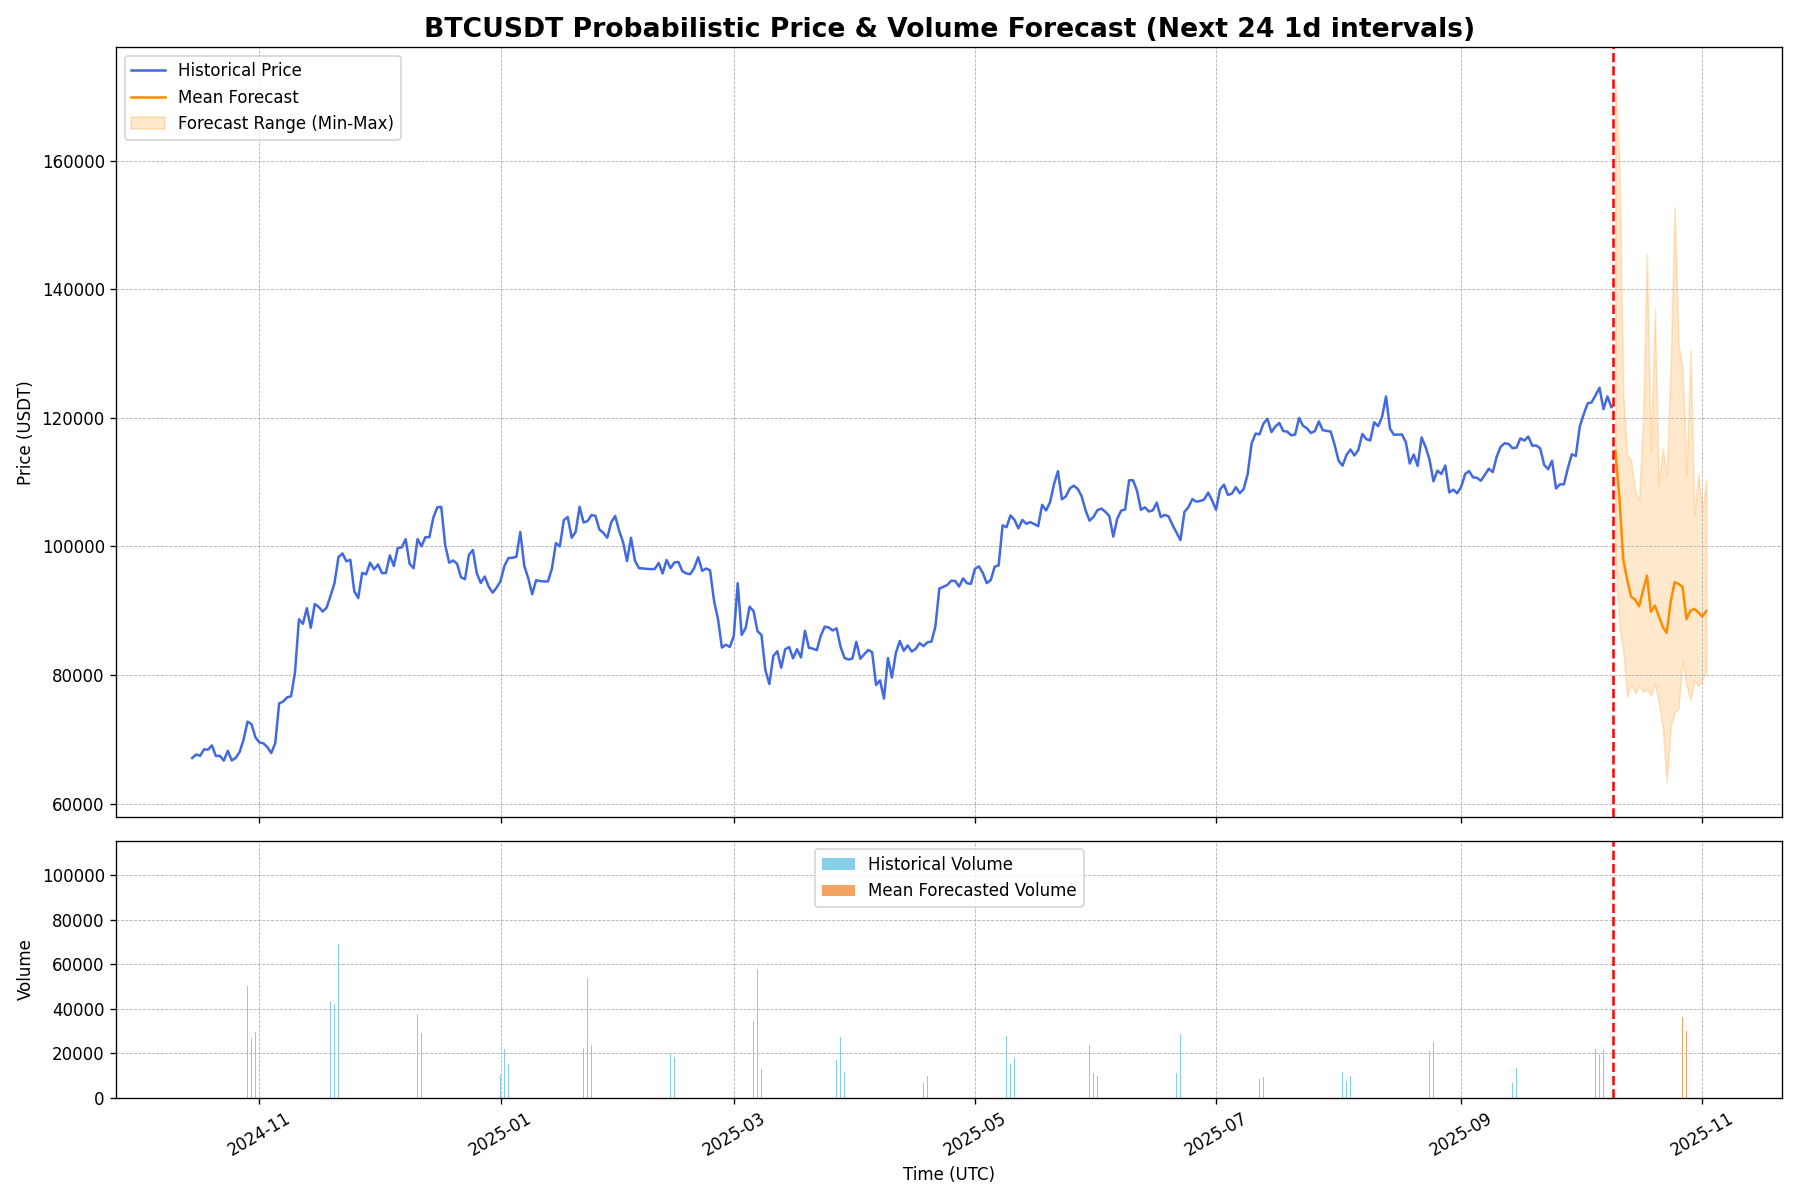 BTCUSDT Probabilistic Price & Volume Forecast (Next 24 1d intervals)
Historical Price
Mean Forecast
Forecast Range (Min-Max)
Price (USDT)
160000
140000
120000
100000
80000
60000
Historical Volume
Mean Forecasted Volume
Volume
100000
80000
60000
40000
20000
0
2024-11
2025-01
2025-03
2025-05
2025-07
2025-09
2025-11
Time (UTC)